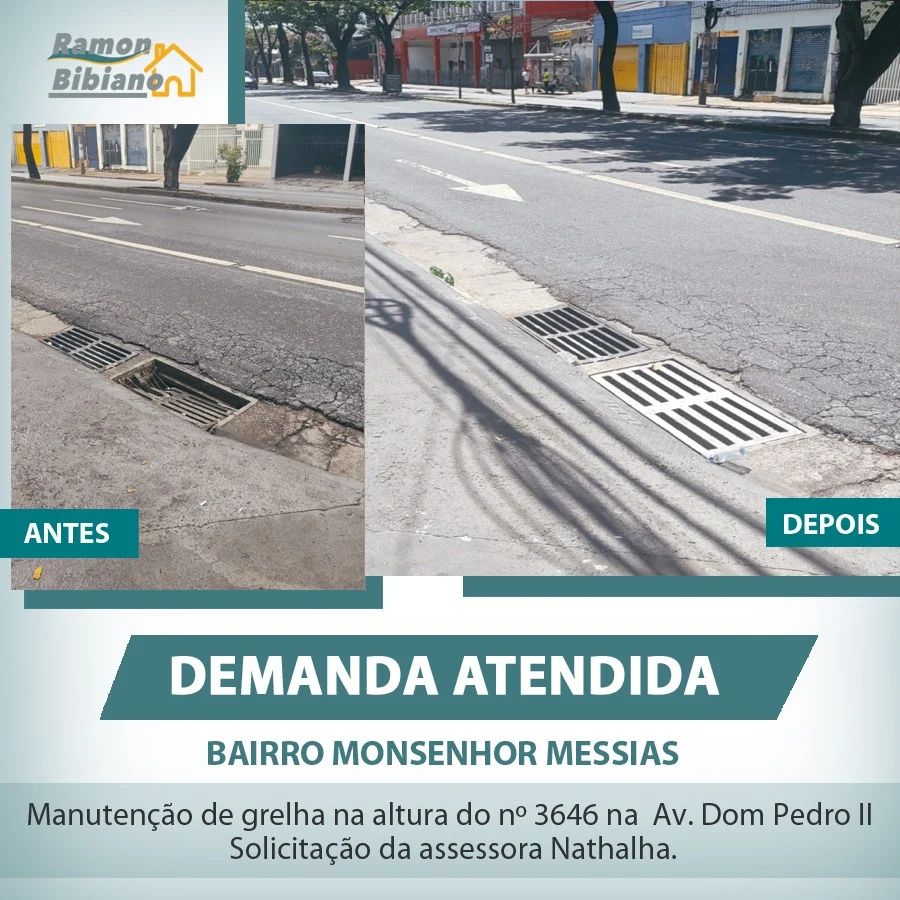 Ramon
Bibiano
ANTES
DEPOIS
DEMANDA ATENDIDA
BAIRRO MONSENHOR MESSIAS
Manutenção de grelha na altura do nº 3646 na Av. Dom Pedro II
Solicitação da assessora Nathalha.